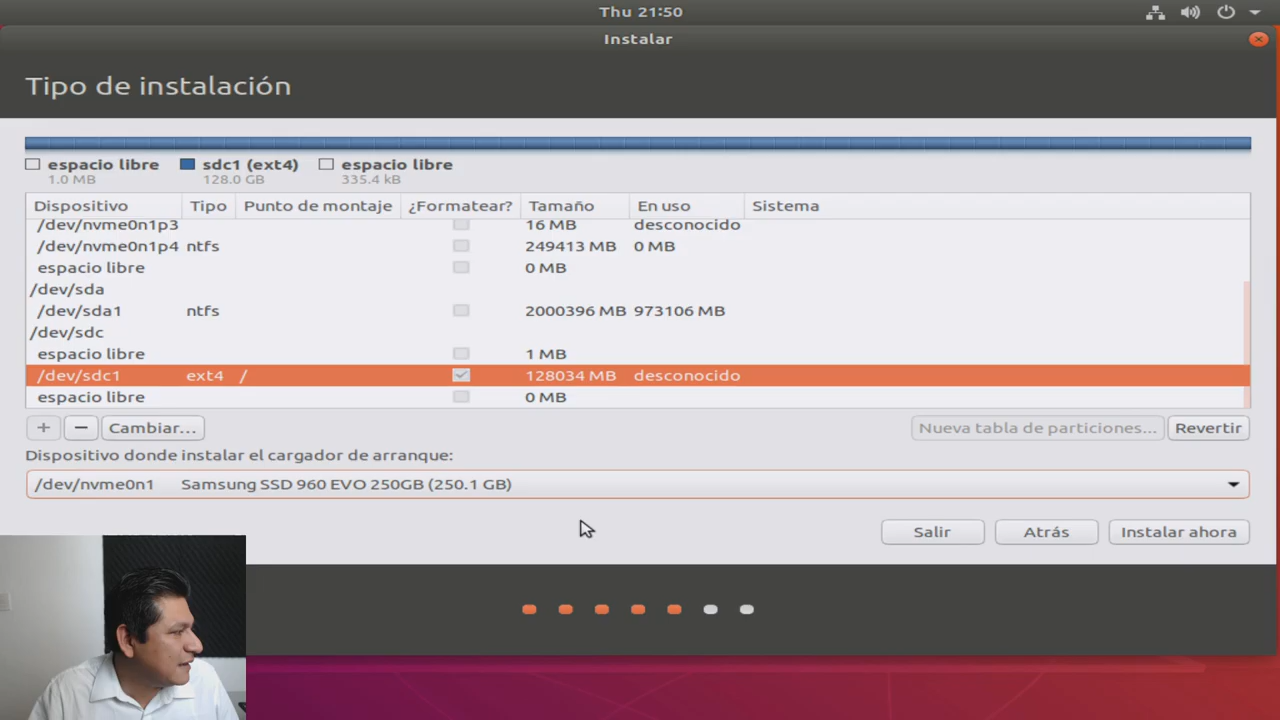 Thu 21:50
Instalar
Tipo de instalación
espacio libre sdc1 (ext4) espacio libre
1.0 MB 128.0 GB 335.4 kB
Dispositivo Tipo Punto de montaje ¿Formatear? Tamaño En uso Sistema
/dev/nvme0n1p3 16 MB desconocido
/dev/nvme0n1p4 ntfs 249413 MB 0 MB
espacio libre 0 MB
/dev/sda
/dev/sda1 ntfs 2000396 MB 973106 MB
/dev/sdc
espacio libre 1 MB
/dev/sdc1 ext4 / 128034 MB desconocido
espacio libre 0 MB
+ − Cambiar... Nueva tabla de particiones... Revertir
Dispositivo donde instalar el cargador de arranque:
/dev/nvme0n1 Samsung SSD 960 EVO 250GB (250.1 GB)
Salir Atrás Instalar ahora